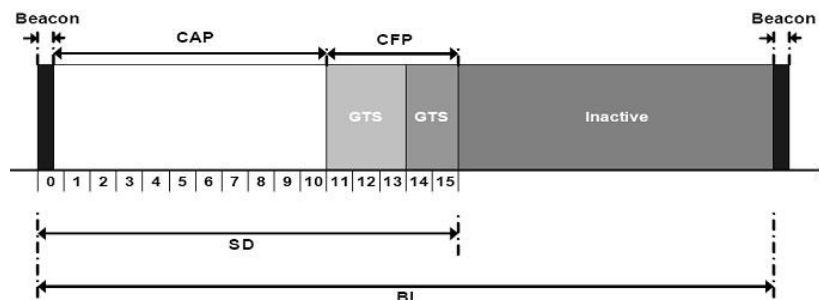 Beacon Beacon
CAP CFP
GTS GTS Inactive
0 1 2 3 4 5 6 7 8 9 10 11 12 13 14 15
SD
BI